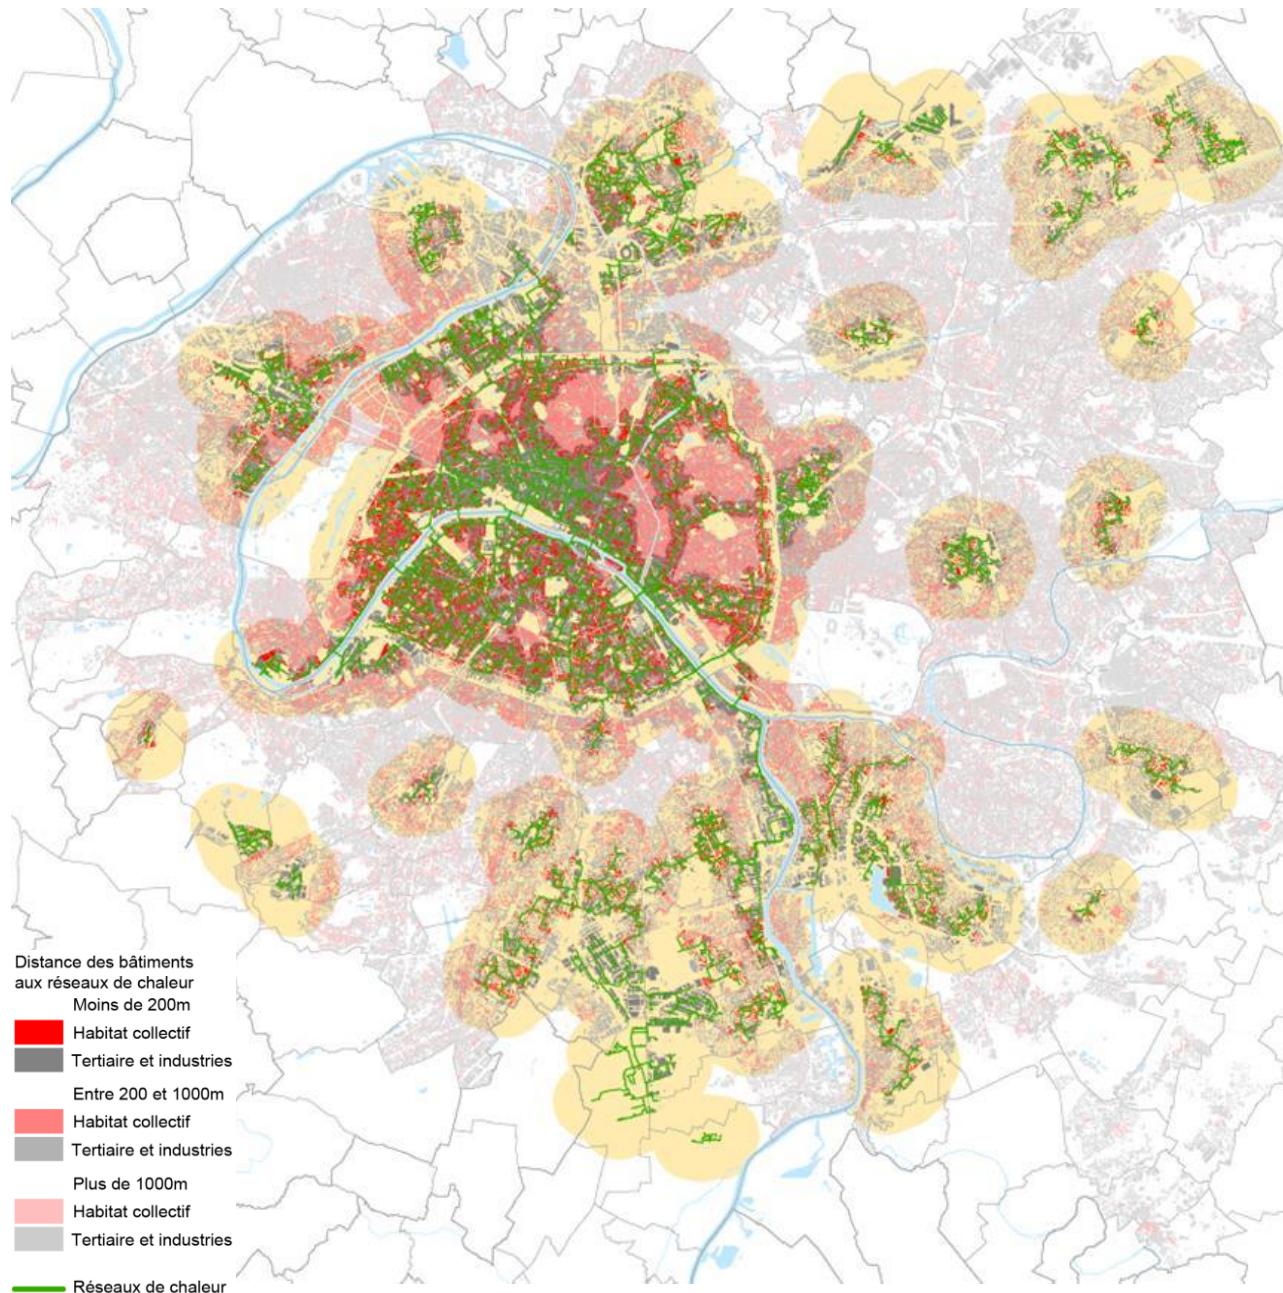 Distance des bâtiments
aux réseaux de chaleur
Moins de 200m
Habitat collectif
Tertiaire et industries
Entre 200 et 1000m
Habitat collectif
Tertiaire et industries
Plus de 1000m
Habitat collectif
Tertiaire et industries
Réseaux de chaleur